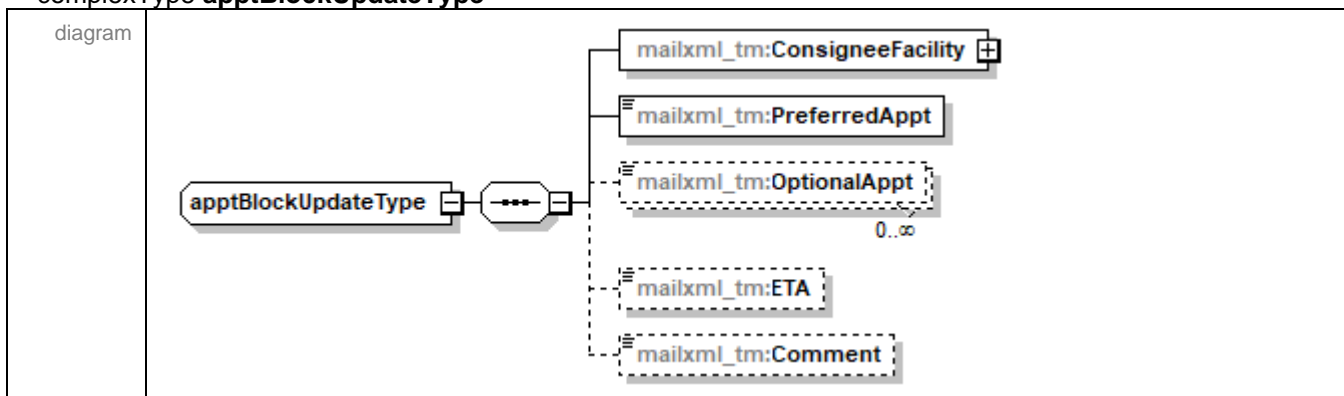 complexType apptBlockUpdateType
diagram
mailxml_tm:ConsigneeFacility
mailxml_tm:PreferredAppt
mailxml_tm:OptionalAppt
0..∞
apptBlockUpdateType
mailxml_tm:ETA
mailxml_tm:Comment